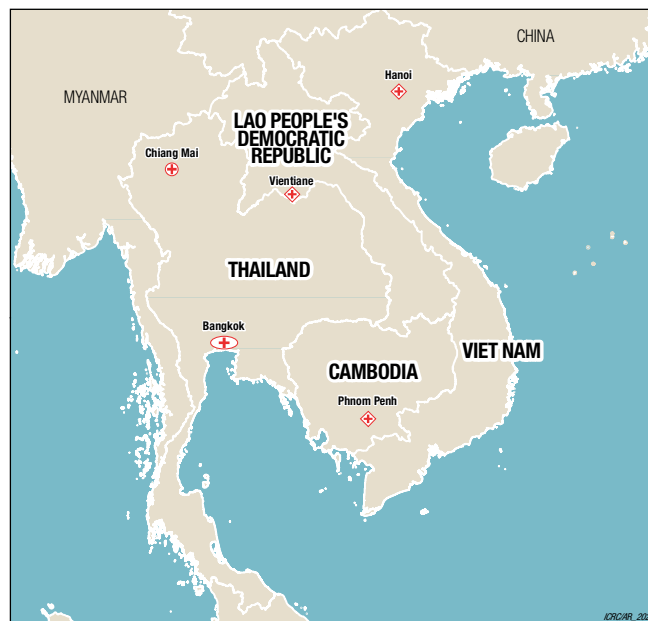 CHINA
MYANMAR
Hanoi
LAO PEOPLE'S
DEMOCRATIC
REPUBLIC
Chiang Mai
Vientiane
THAILAND
Bangkok
VIET NAM
CAMBODIA
Phnom Penh